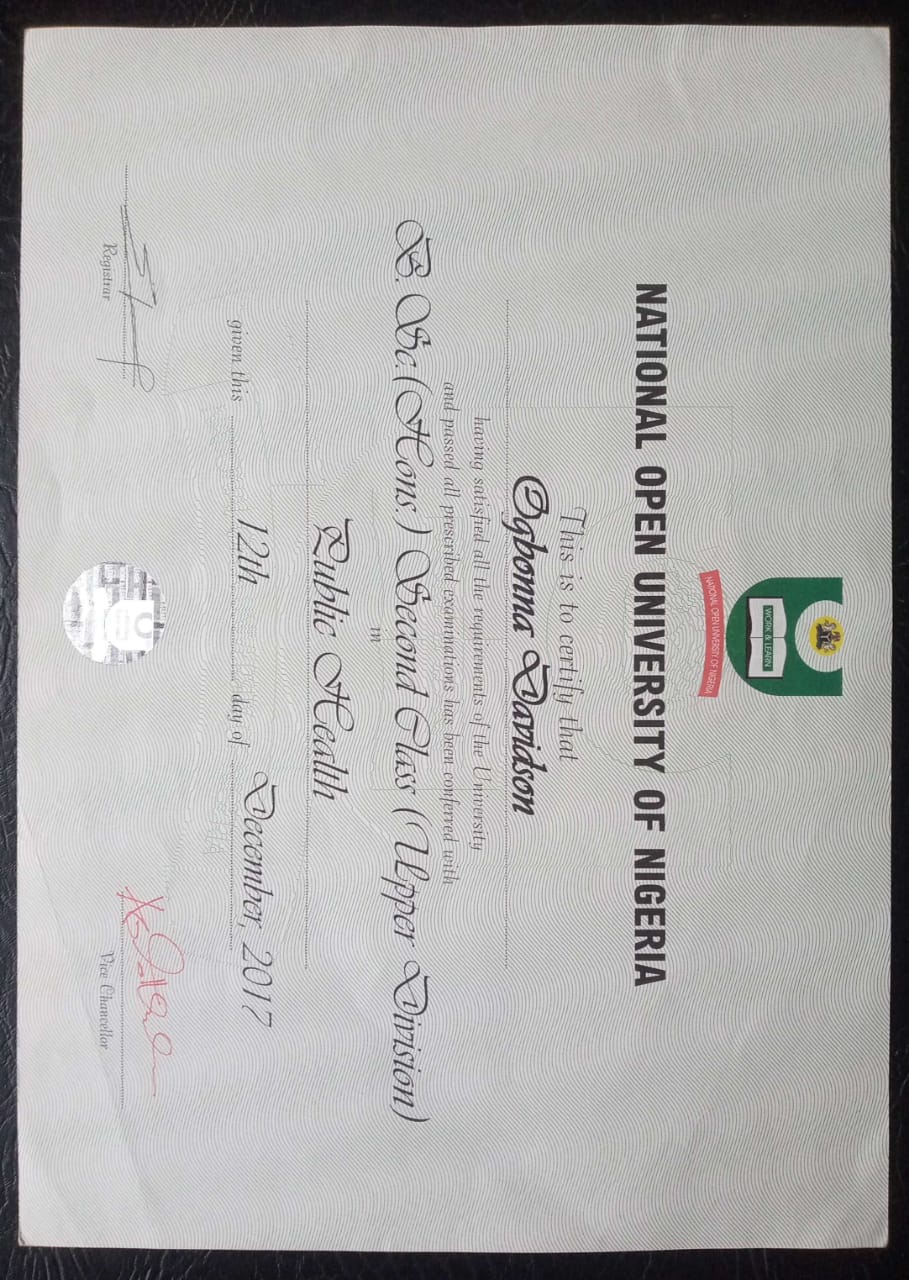 WORK & LEARN
NATIONAL OPEN UNIVERSITY OF NIGERIA
NATIONAL OPEN UNIVERSITY OF NIGERIA
This is to certify that
Ogbonna Davidson
having satisfied all the requirements of the University
and passed all prescribed examinations has been conferred with
B. Sc. (Hons.) Second Class (Upper Division)
in
Public Health
given this 12th day of December, 2017
Registrar
Vice Chancellor